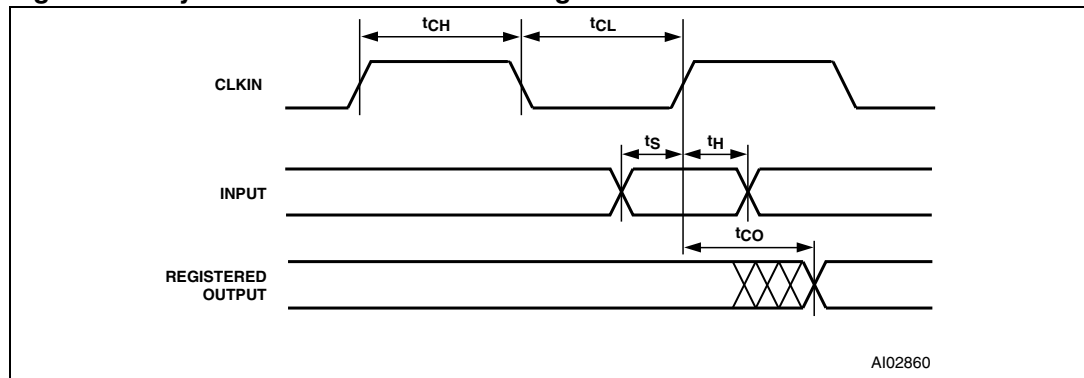 tCH
tCL
CLKIN
tS
tH
INPUT
tCO
REGISTERED
OUTPUT
AI02860